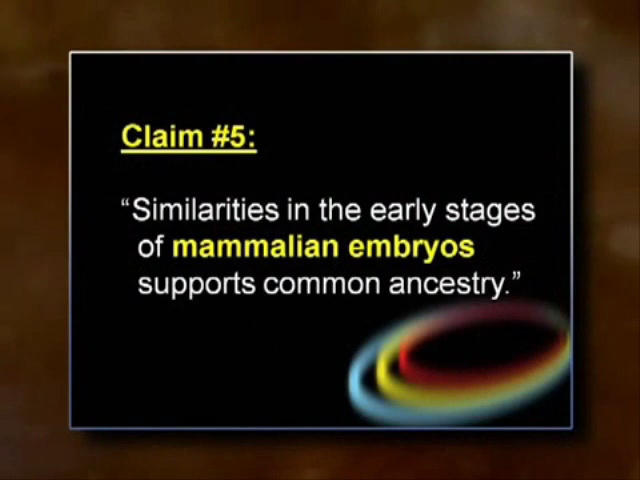 Claim #5:
“Similarities in the early stages
of mammalian embryos
supports common ancestry.”